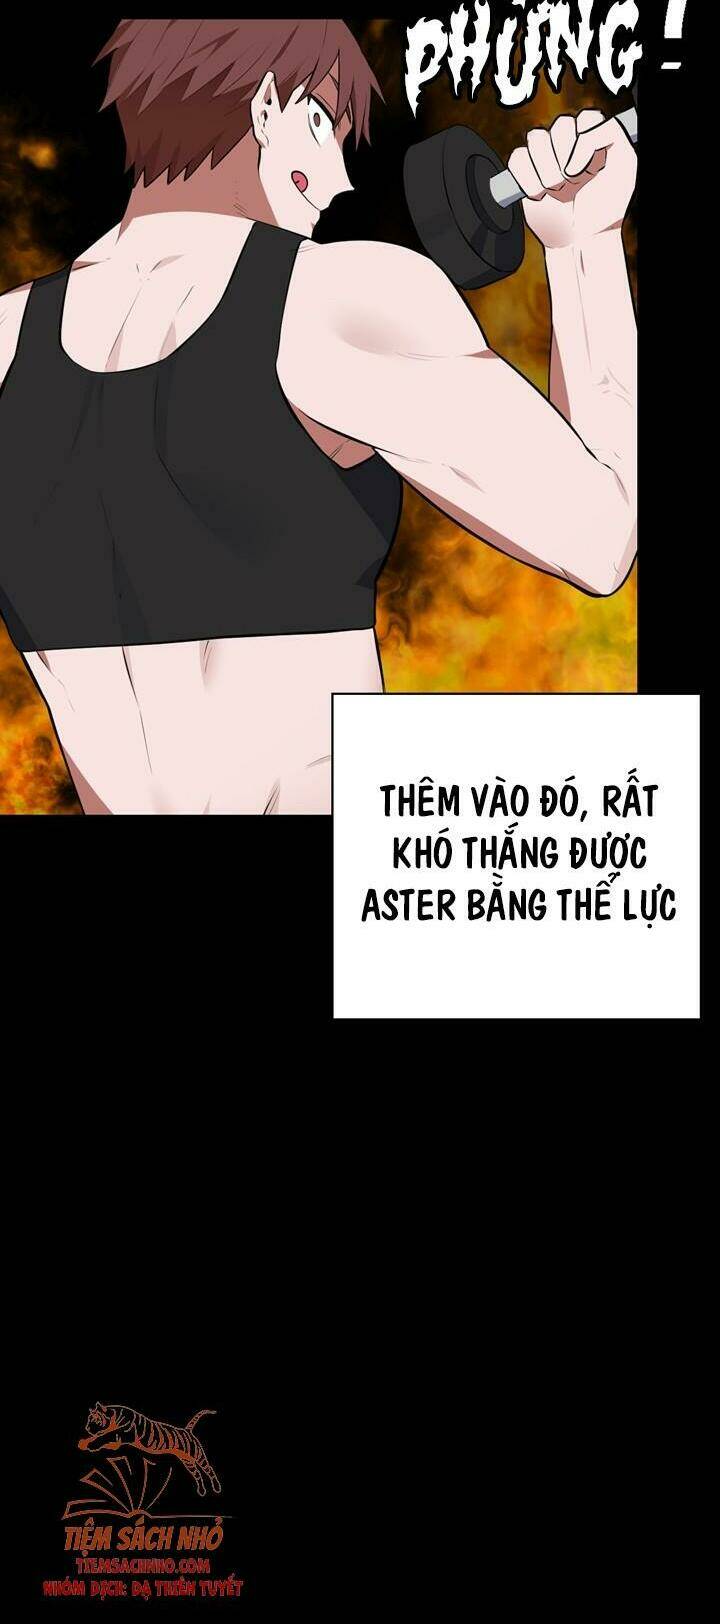 PHỪNG!
THÊM VÀO ĐÓ, RẤT
KHÓ THẮNG ĐƯỢC
ASTER BẰNG THỂ LỰC
TIỆM SÁCH NHỎ
TIEMSACHNHO.COM
NHÓM DỊCH: DẠ THIÊN TUYẾT